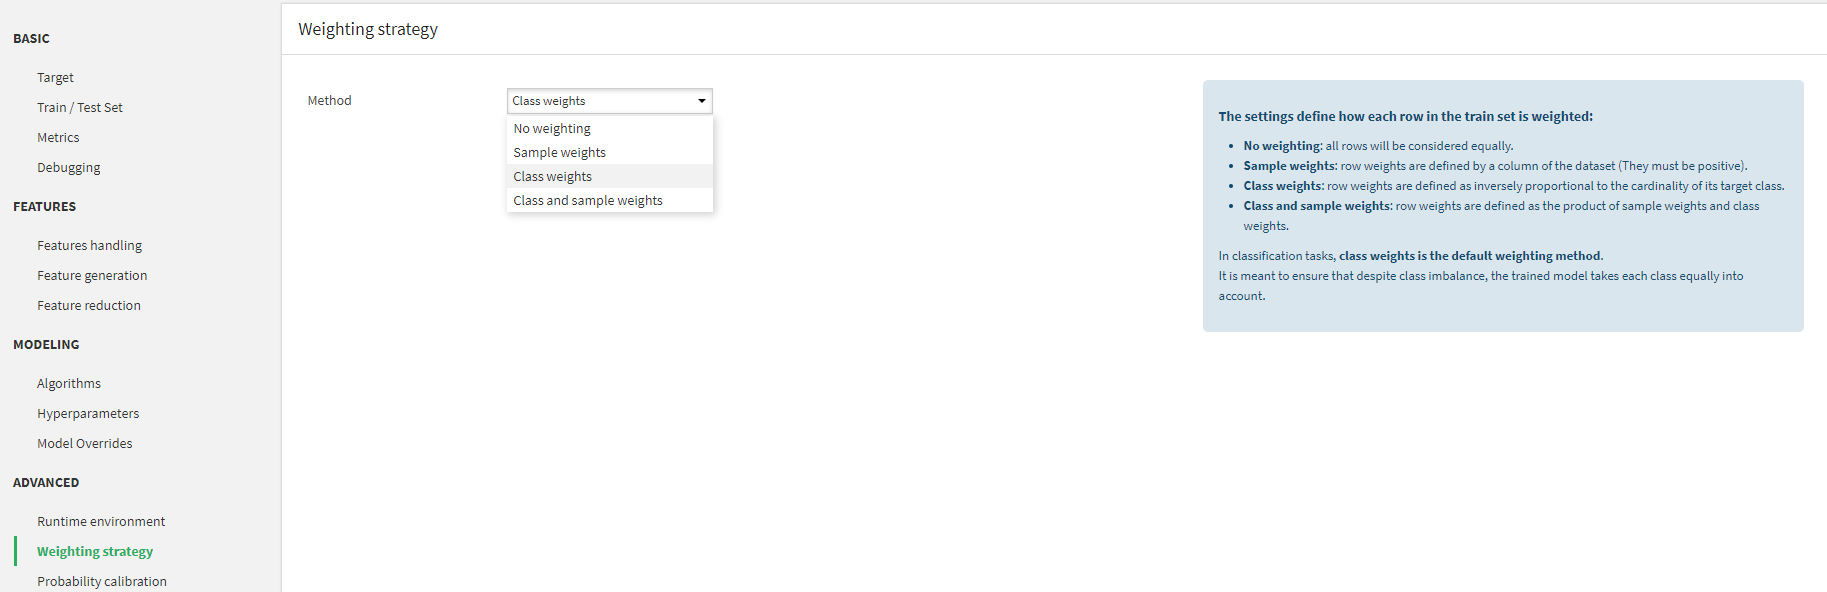 BASIC
Target
Train / Test Set
Metrics
Debugging
FEATURES
Features handling
Feature generation
Feature reduction
MODELING
Algorithms
Hyperparameters
Model Overrides
ADVANCED
Runtime environment
Weighting strategy
Probability calibration
Weighting strategy
Method
Class weights
No weighting
Sample weights
Class weights
Class and sample weights
The settings define how each row in the train set is weighted:
• No weighting: all rows will be considered equally.
• Sample weights: row weights are defined by a column of the dataset (They must be positive).
• Class weights: row weights are defined as inversely proportional to the cardinality of its target class.
• Class and sample weights: row weights are defined as the product of sample weights and class
weights.
In classification tasks, class weights is the default weighting method.
It is meant to ensure that despite class imbalance, the trained model takes each class equally into
account.